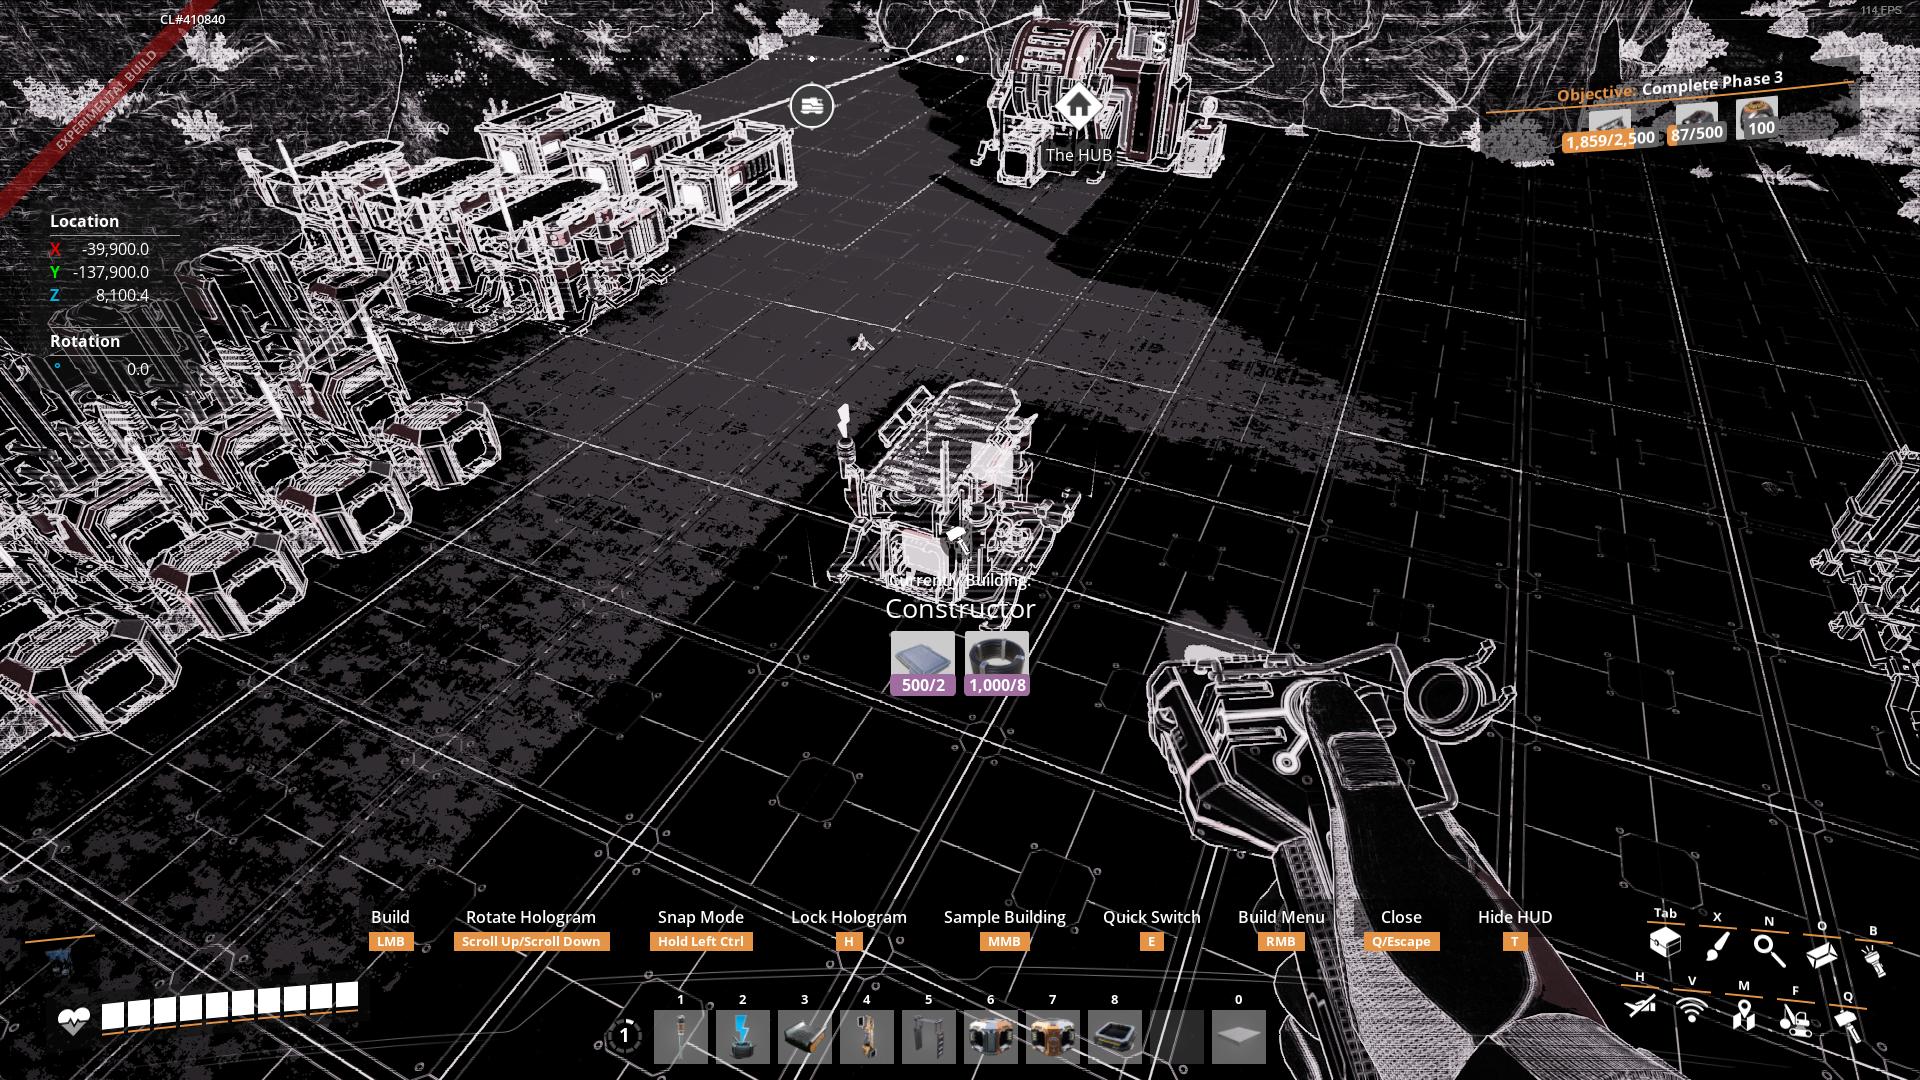 CL#410840
114 FPS
EXPERIMENTAL BUILD
S
Objective: Complete Phase 3
1,859/2,500
87/500
100
The HUB
Location
X -39,900.0
Y -137,900.0
Z 8,100.4
Rotation
° 0.0
Currently Building:
Constructor
500/2
1,000/8
Build
LMB
Rotate Hologram
Scroll Up/Scroll Down
Snap Mode
Hold Left Ctrl
Lock Hologram
H
Sample Building
MMB
Quick Switch
E
Build Menu
RMB
Close
Q/Escape
Hide HUD
T
Tab
X
N
O
B
H
V
M
F
Q
1
1
2
3
4
5
6
7
8
0